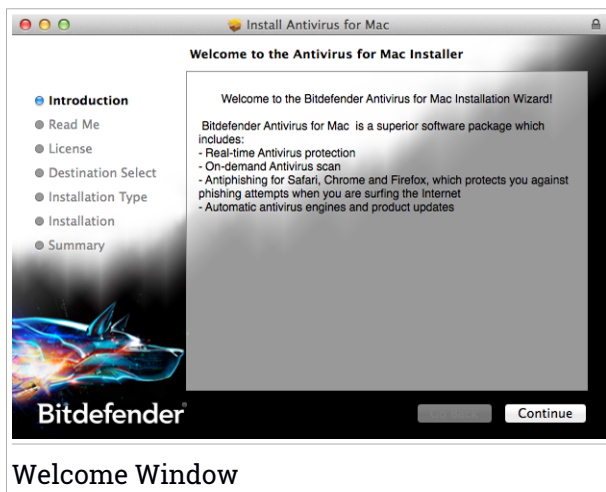 Install Antivirus for Mac
Welcome to the Antivirus for Mac Installer
Introduction
Read Me
License
Destination Select
Installation Type
Installation
Summary
Welcome to the Bitdefender Antivirus for Mac Installation Wizard!
Bitdefender Antivirus for Mac is a superior software package which
includes:
- Real-time Antivirus protection
- On-demand Antivirus scan
- Antiphishing for Safari, Chrome and Firefox, which protects you against
phishing attempts when you are surfing the Internet
- Automatic antivirus engines and product updates
Bitdefender
Go Back
Continue
Welcome Window